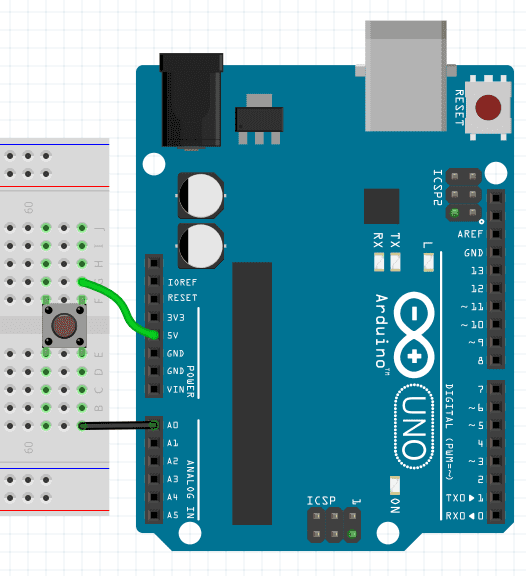 60
J
I
H
G
F
E
D
C
B
60
RESET
ICSP2
IOREF
RESET
3V3
5V
GND
GND
VIN
POWER
A0
A1
A2
A3
A4
A5
ANALOG IN
RX
TX
L
Arduino™
UNO
AREF
GND
13
12
~ 11
~ 10
~ 9
8
7
~ 6
~ 5
4
~ 3
2
TX0 ▶ 1
RX0 ◀ 0
DIGITAL (PWM=~)
ON
ICSP
1